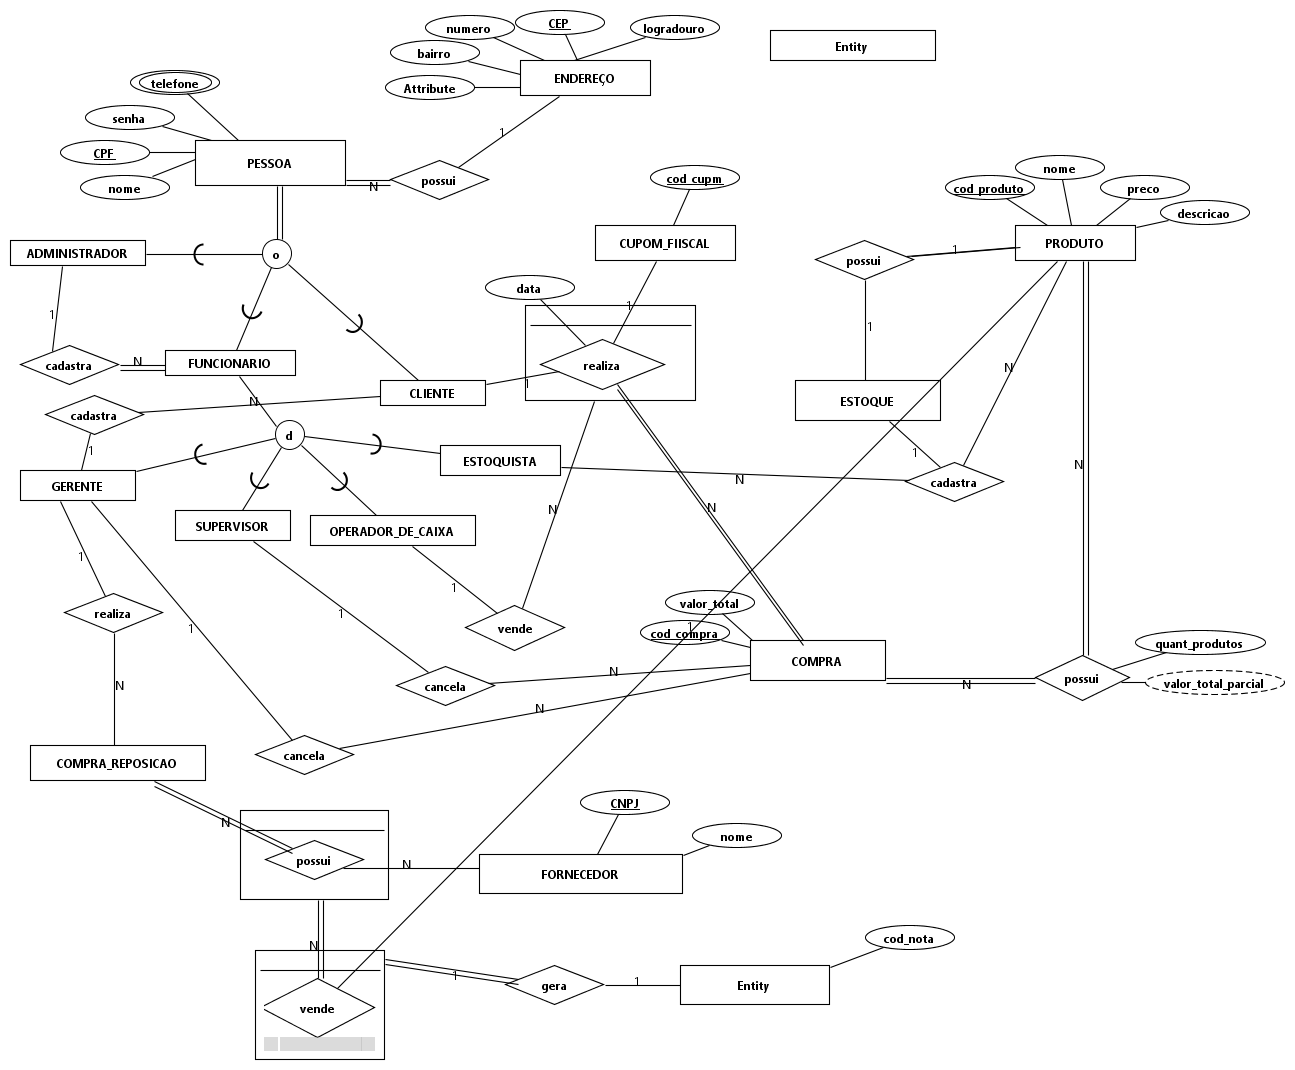 CEP
numero
logradouro
Entity
bairro
ENDEREÇO
telefone
Attribute
senha
1
CPF
PESSOA
nome
possui
N
cod_cupm
nome
cod_produto
preco
descricao
ADMINISTRADOR
o
CUPOM_FIISCAL
PRODUTO
possui
1
data
1
1
1
cadastra
N
FUNCIONARIO
realiza
N
CLIENTE
1
ESTOQUE
cadastra
N
d
1
ESTOQUISTA
1
N
N
cadastra
GERENTE
N
N
SUPERVISOR
OPERADOR_DE_CAIXA
1
1
valor_total
realiza
1
vende
1
1
cod_compra
quant_produtos
COMPRA
N
possui
N
cancela
N
valor_total_parcial
N
cancela
COMPRA_REPOSICAO
CNPJ
N
nome
possui
N
FORNECEDOR
N
cod_nota
1
gera
1
Entity
vende